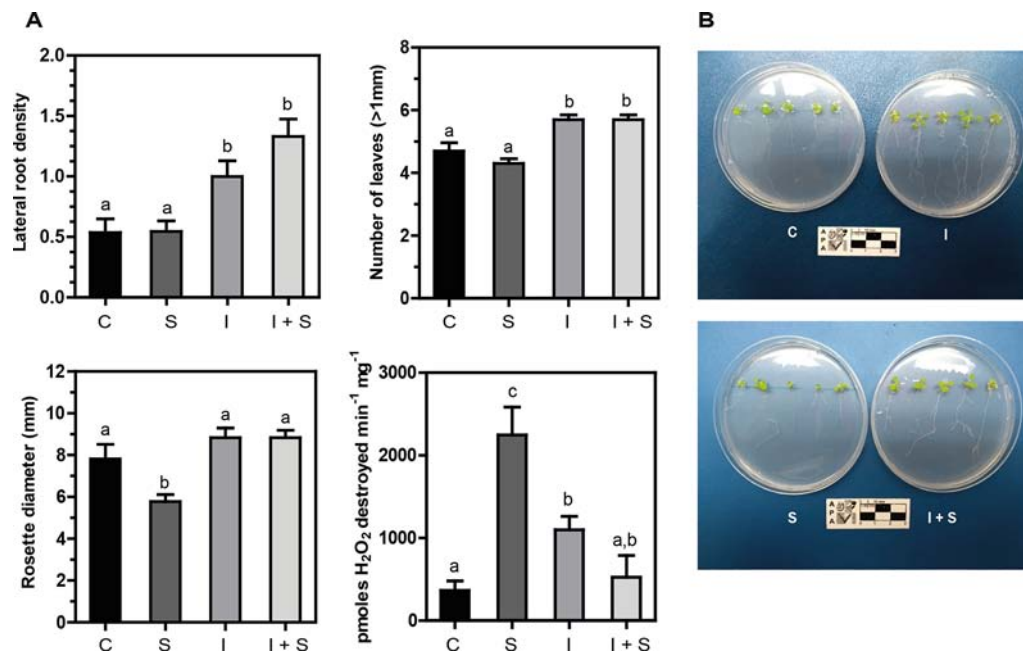 A
B
Lateral root density
2.0
1.5
1.0
0.5
0.0
a
a
b
b
C
S
I
I + S
Number of leaves (>1mm)
8
6
4
2
0
a
a
b
b
C
S
I
I + S
C
I
A
P
A
Rosette diameter (mm)
12
10
8
6
4
2
0
a
b
a
a
C
S
I
I + S
pmoles H₂O₂ destroyed min⁻¹ mg⁻¹
3000
2000
1000
0
a
c
b
a,b
C
S
I
I + S
S
I + S
A
P
A